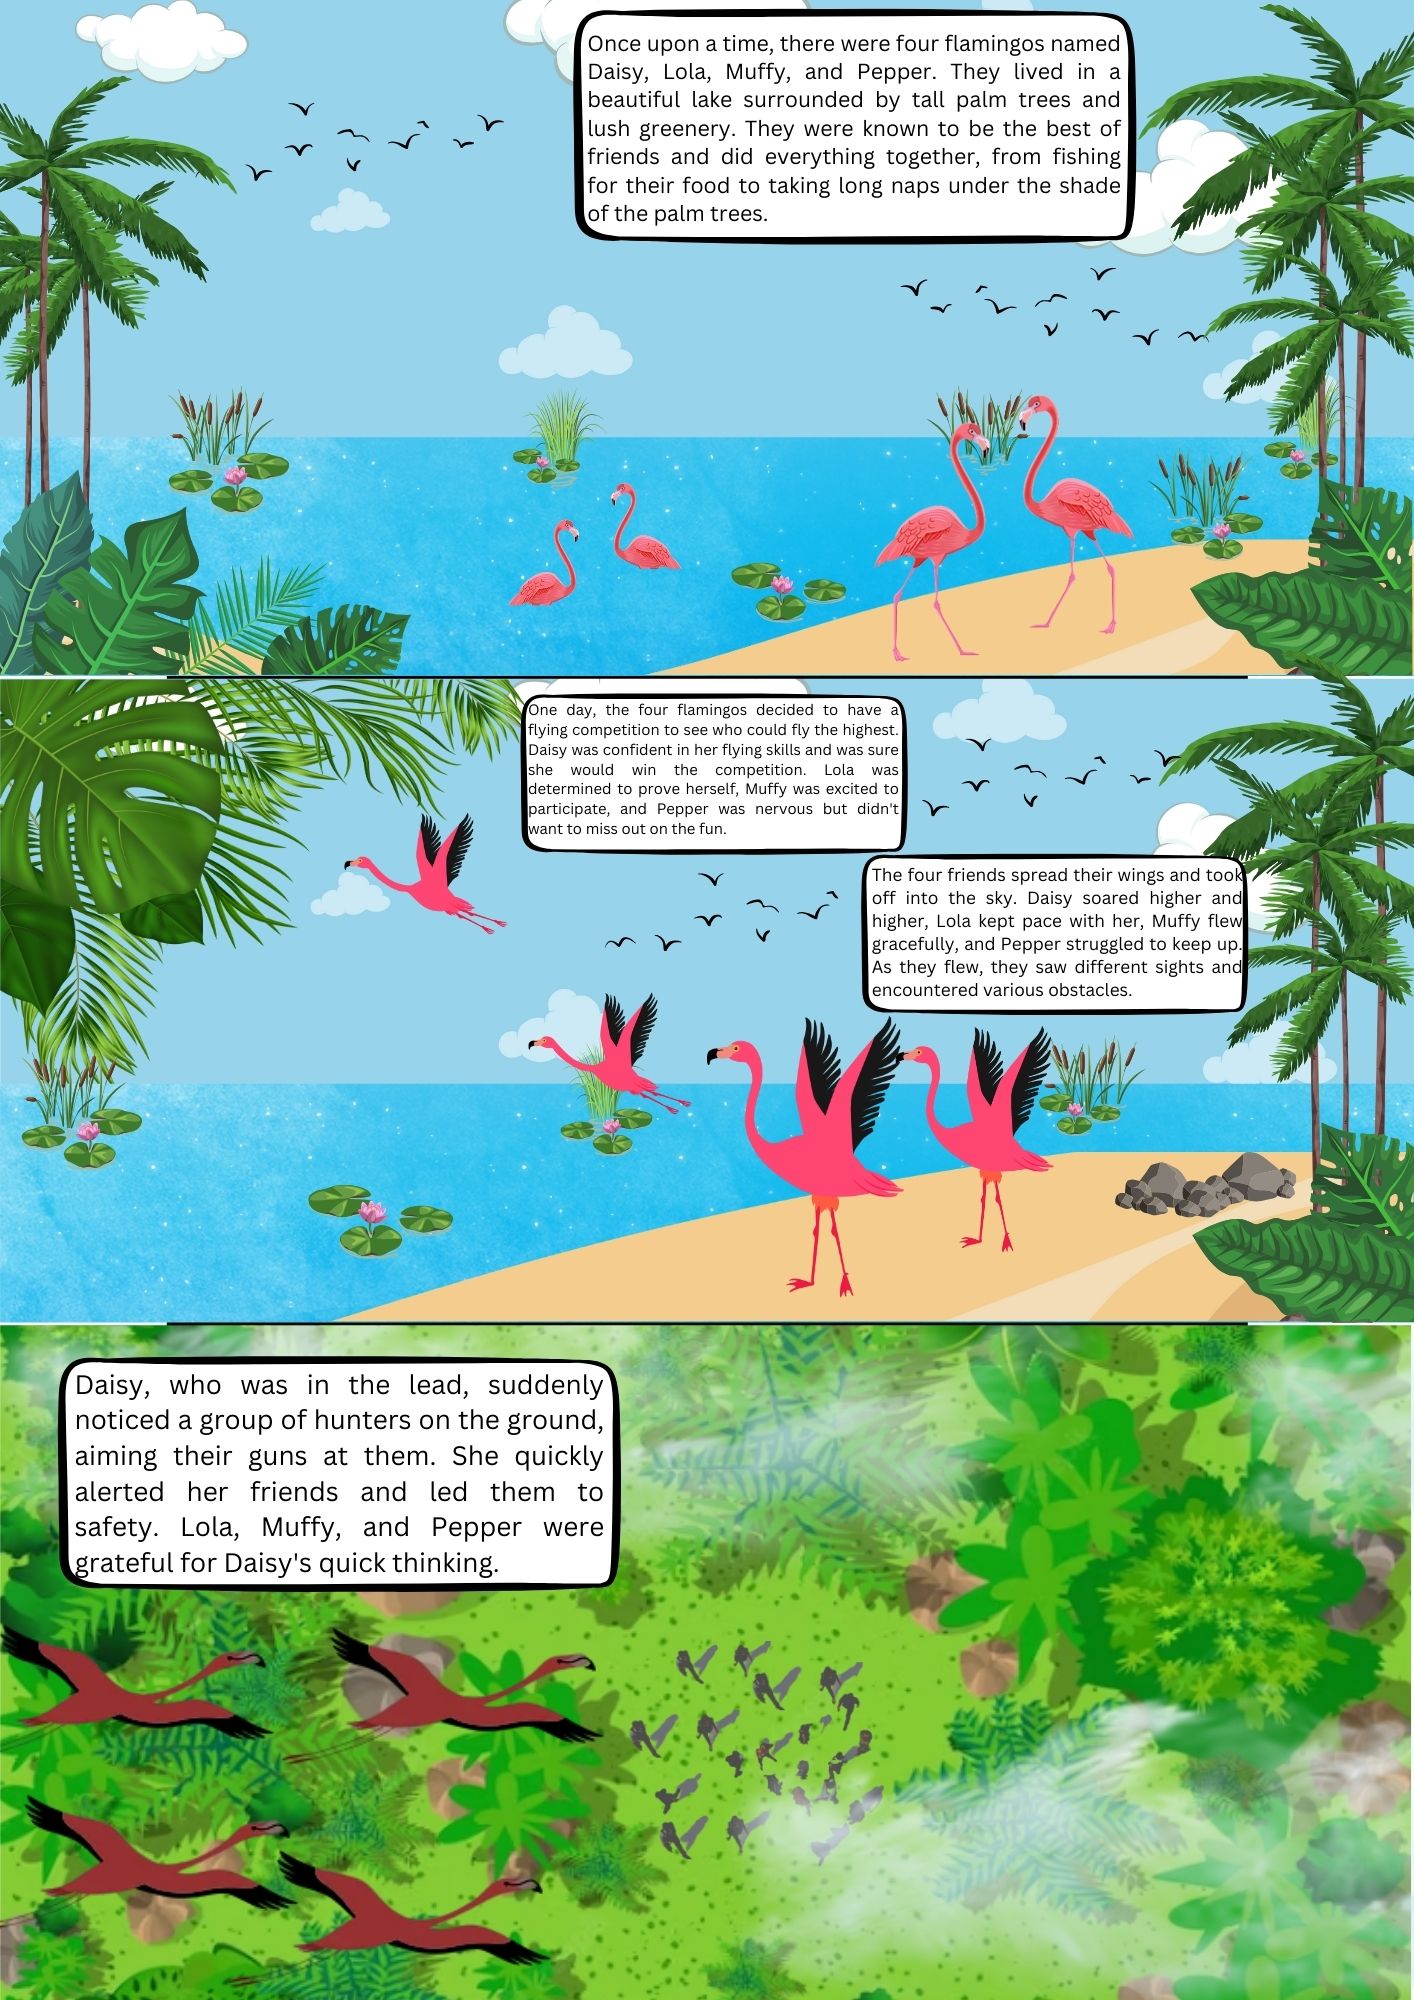 Once upon a time, there were four flamingos named
Daisy, Lola, Muffy, and Pepper. They lived in a
beautiful lake surrounded by tall palm trees and
lush greenery. They were known to be the best of
friends and did everything together, from fishing
for their food to taking long naps under the shade
of the palm trees.
One day, the four flamingos decided to have a
flying competition to see who could fly the highest.
Daisy was confident in her flying skills and was sure
she would win the competition. Lola was
determined to prove herself, Muffy was excited to
participate, and Pepper was nervous but didn't
want to miss out on the fun.
The four friends spread their wings and took
off into the sky. Daisy soared higher and
higher, Lola kept pace with her, Muffy flew
gracefully, and Pepper struggled to keep up.
As they flew, they saw different sights and
encountered various obstacles.
Daisy, who was in the lead, suddenly
noticed a group of hunters on the ground,
aiming their guns at them. She quickly
alerted her friends and led them to
safety. Lola, Muffy, and Pepper were
grateful for Daisy's quick thinking.